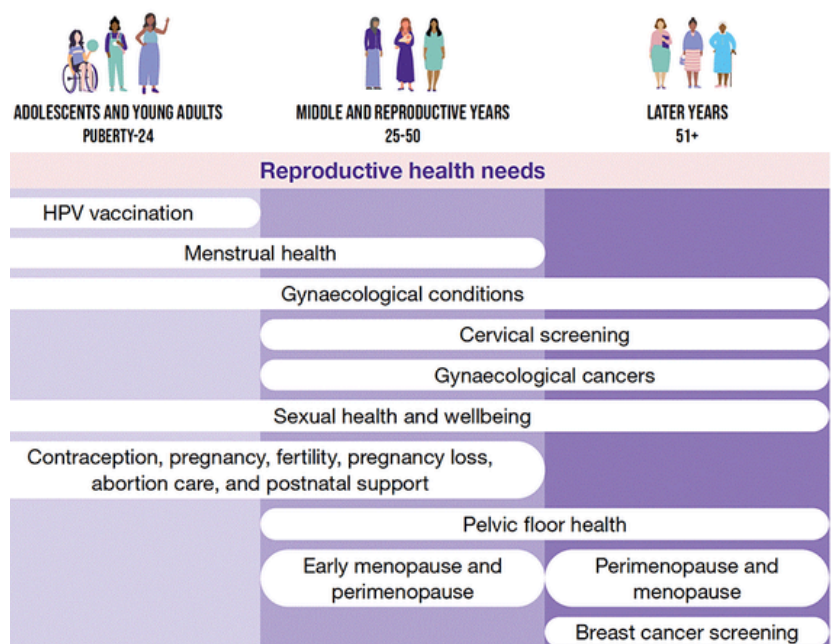 ADOLESCENTS AND YOUNG ADULTS
PUBERTY-24
MIDDLE AND REPRODUCTIVE YEARS
25-50
LATER YEARS
51+
Reproductive health needs
HPV vaccination
Menstrual health
Gynaecological conditions
Cervical screening
Gynaecological cancers
Sexual health and wellbeing
Contraception, pregnancy, fertility, pregnancy loss,
abortion care, and postnatal support
Pelvic floor health
Early menopause and
perimenopause
Perimenopause and
menopause
Breast cancer screening